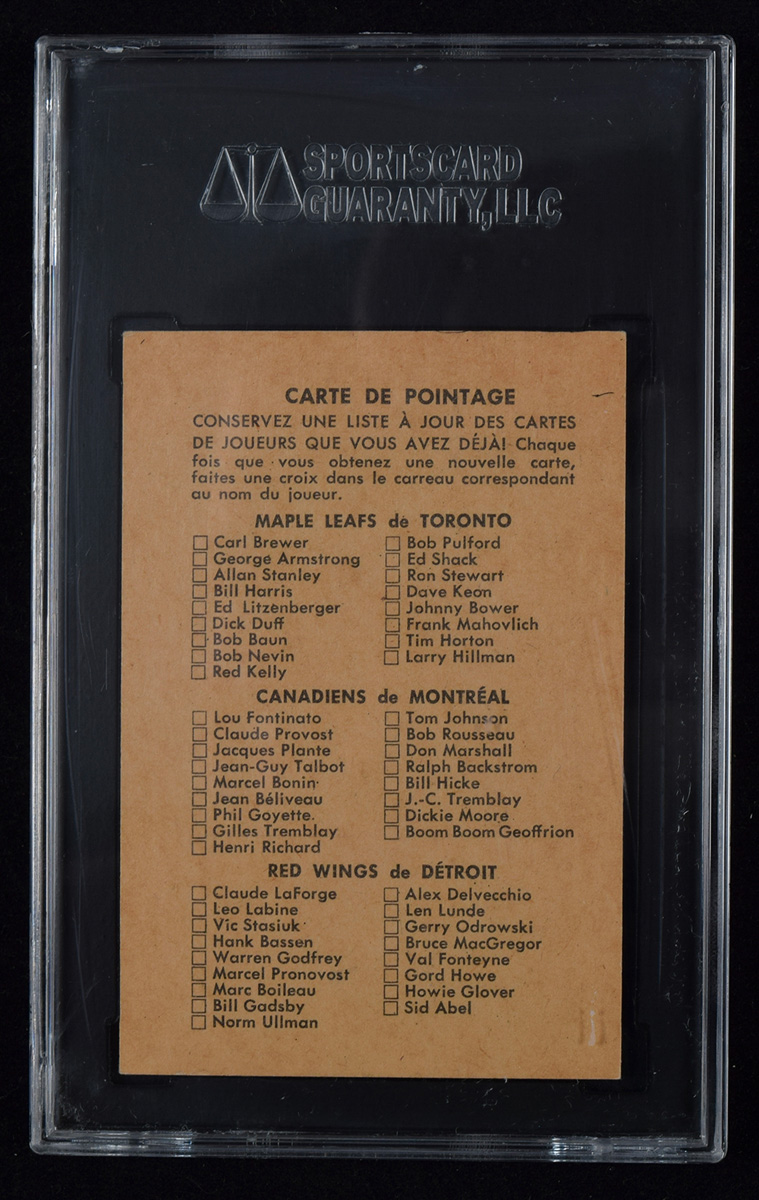 SPORTSCARD
GUARANTY, LLC
CARTE DE POINTAGE
CONSERVEZ UNE LISTE À JOUR DES CARTES
DE JOUEURS QUE VOUS AVEZ DÉJÀ! Chaque
fois que vous obtenez une nouvelle carte,
faites une croix dans le carreau correspondant
au nom du joueur.
MAPLE LEAFS de TORONTO
Carl Brewer
George Armstrong
Allan Stanley
Bill Harris
Ed Litzenberger
Dick Duff
Bob Baun
Bob Nevin
Red Kelly
Bob Pulford
Ed Shack
Ron Stewart
Dave Keon
Johnny Bower
Frank Mahovlich
Tim Horton
Larry Hillman
CANADIENS de MONTRÉAL
Lou Fontinato
Claude Provost
Jacques Plante
Jean-Guy Talbot
Marcel Bonin
Jean Béliveau
Phil Goyette
Gilles Tremblay
Henri Richard
Tom Johnson
Bob Rousseau
Don Marshall
Ralph Backstrom
Bill Hicke
J.-C. Tremblay
Dickie Moore
Boom Boom Geoffrion
RED WINGS de DÉTROIT
Claude LaForge
Leo Labine
Vic Stasiuk
Hank Bassen
Warren Godfrey
Marcel Pronovost
Marc Boileau
Bill Gadsby
Norm Ullman
Alex Delvecchio
Len Lunde
Gerry Odrowski
Bruce MacGregor
Val Fonteyne
Gord Howe
Howie Glover
Sid Abel